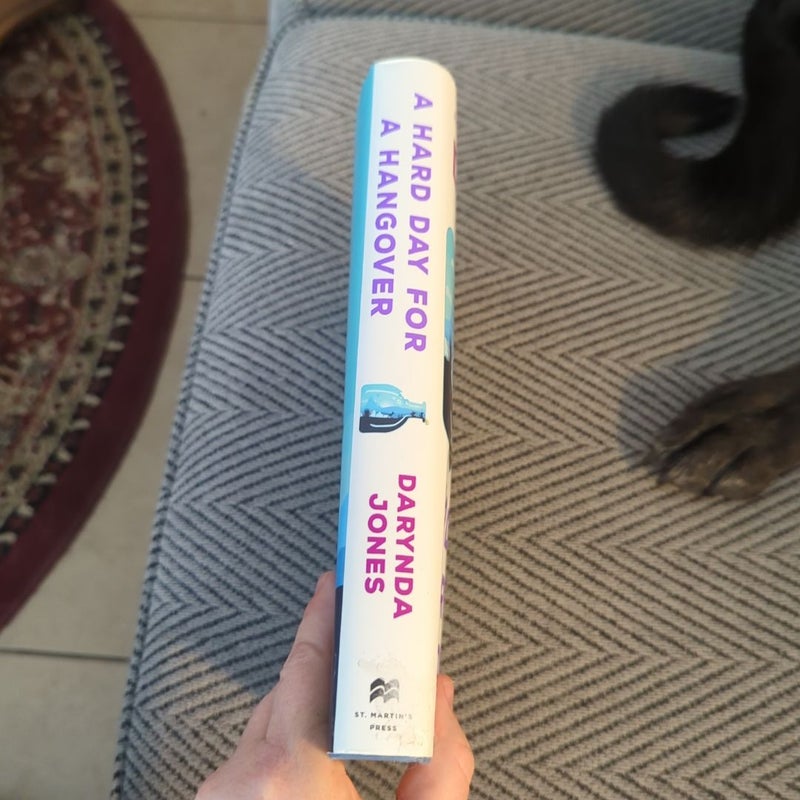 A HARD DAY FOR
A HANGOVER
DARYNDA
JONES
ST. MARTIN'S
PRESS